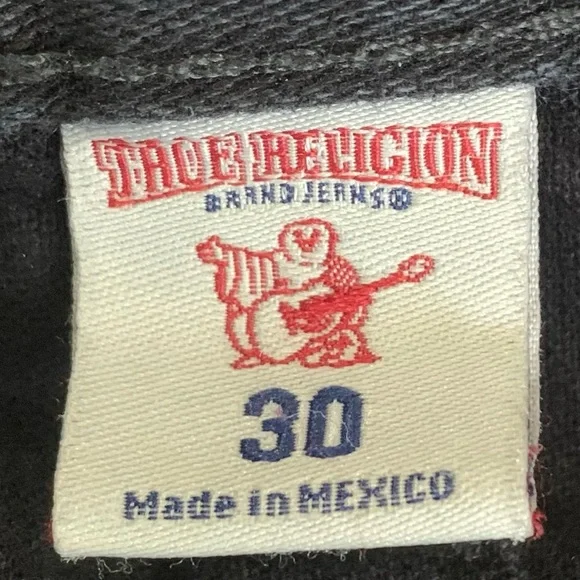 TRUE RELIGION
BRAND JEANS®
30
Made in MEXICO